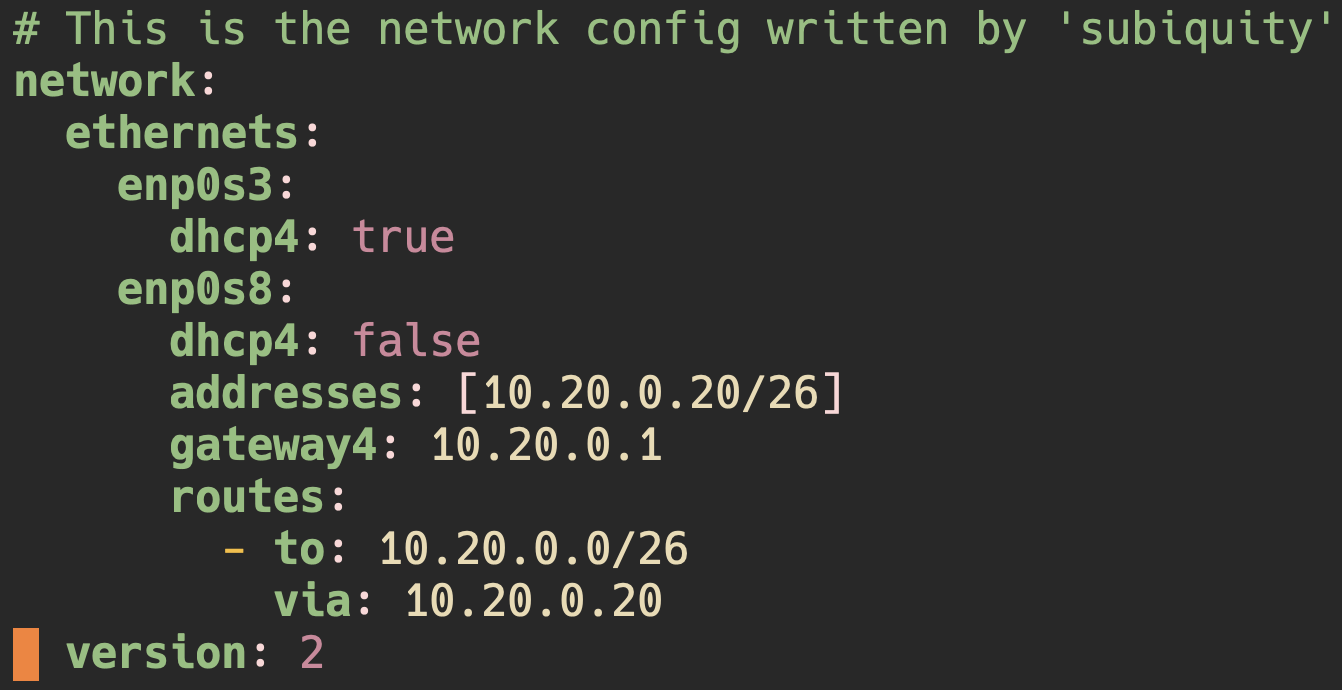 # This is the network config written by 'subiquity'
network:
  ethernets:
    enp0s3:
      dhcp4: true
    enp0s8:
      dhcp4: false
      addresses: [10.20.0.20/26]
      gateway4: 10.20.0.1
      routes:
        - to: 10.20.0.0/26
          via: 10.20.0.20
  version: 2